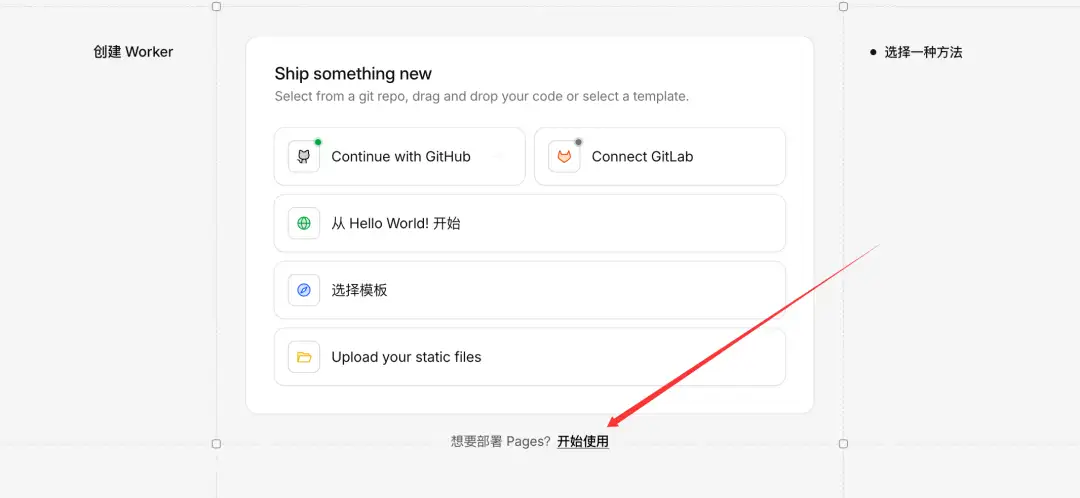 创建 Worker
Ship something new
Select from a git repo, drag and drop your code or select a template.
Continue with GitHub
Connect GitLab
从 Hello World! 开始
选择模板
Upload your static files
想要部署 Pages? 开始使用
选择一种方法